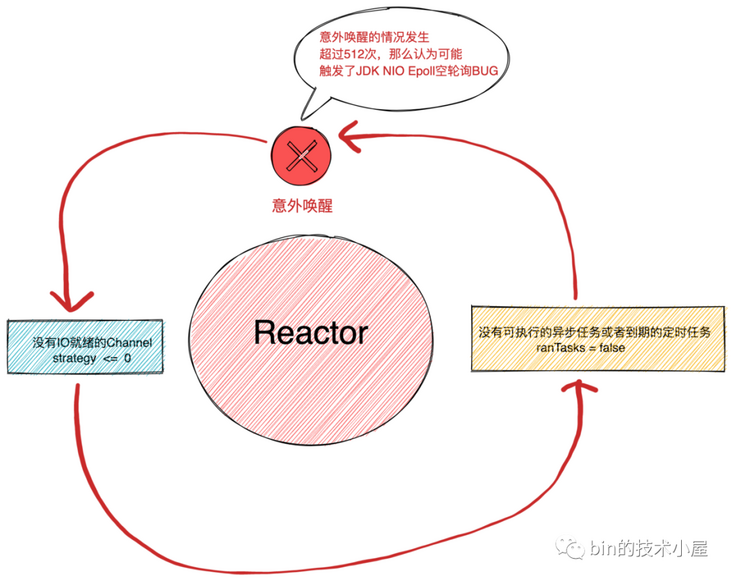 意外唤醒的情况发生
超过512次，那么认为可能
触发了JDK NIO Epoll空轮询BUG
意外唤醒
Reactor
没有IO就绪的Channel
strategy <= 0
没有可执行的异步任务或者到期的定时任务
ranTasks = false
bin的技术小屋